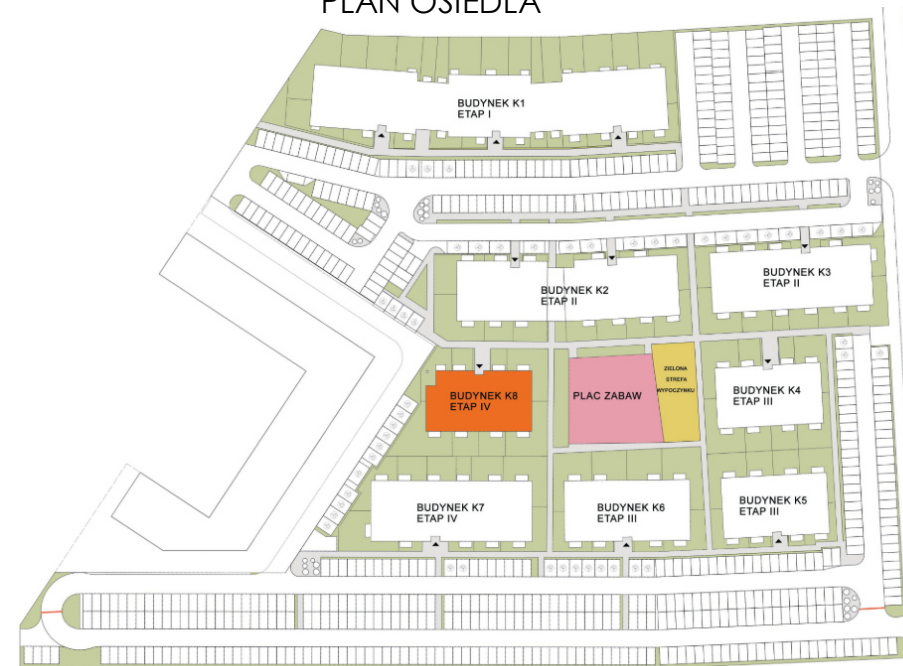 PLAN OSIEDLA
BUDYNEK K1
ETAP I
BUDYNEK K2
ETAP II
BUDYNEK K3
ETAP II
BUDYNEK K8
ETAP IV
PLAC ZABAW
ZIELONA
STREFA
WYPOCZYNKU
BUDYNEK K4
ETAP III
BUDYNEK K7
ETAP IV
BUDYNEK K6
ETAP III
BUDYNEK K5
ETAP III